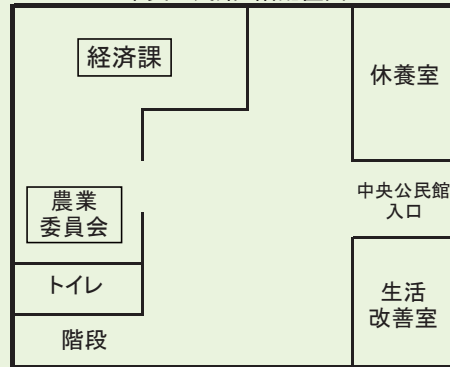 経済課
休養室
農業
委員会
中央公民館
入口
トイレ
生活
改善室
階段